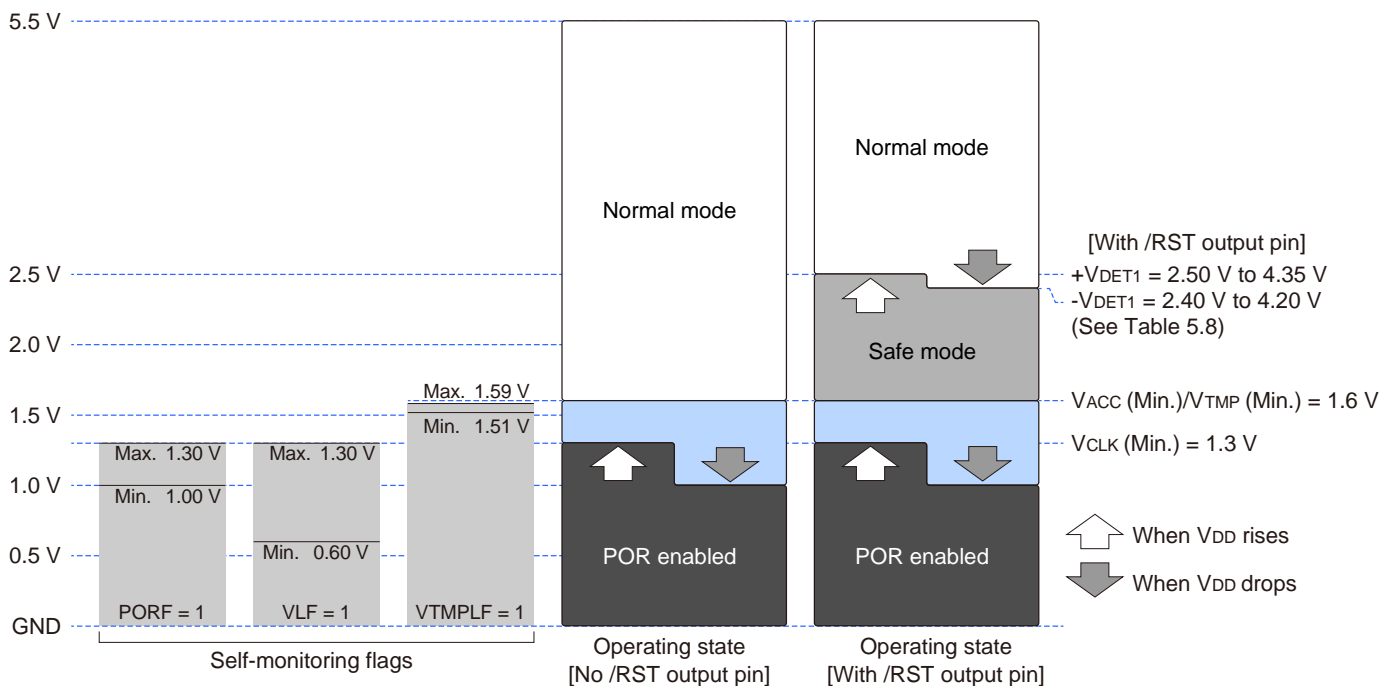 5.5 V
2.5 V
2.0 V
1.5 V
1.0 V
0.5 V
GND
Max. 1.30 V
Min. 1.00 V
PORF = 1
Max. 1.30 V
Min. 0.60 V
VLF = 1
Max. 1.59 V
Min. 1.51 V
VTMPLF = 1
Self-monitoring flags
Normal mode
POR enabled
Operating state
[No /RST output pin]
Normal mode
Safe mode
POR enabled
Operating state
[With /RST output pin]
[With /RST output pin]
+VDET1 = 2.50 V to 4.35 V
-VDET1 = 2.40 V to 4.20 V
(See Table 5.8)
VACC (Min.)/VTMP (Min.) = 1.6 V
VCLK (Min.) = 1.3 V
When VDD rises
When VDD drops